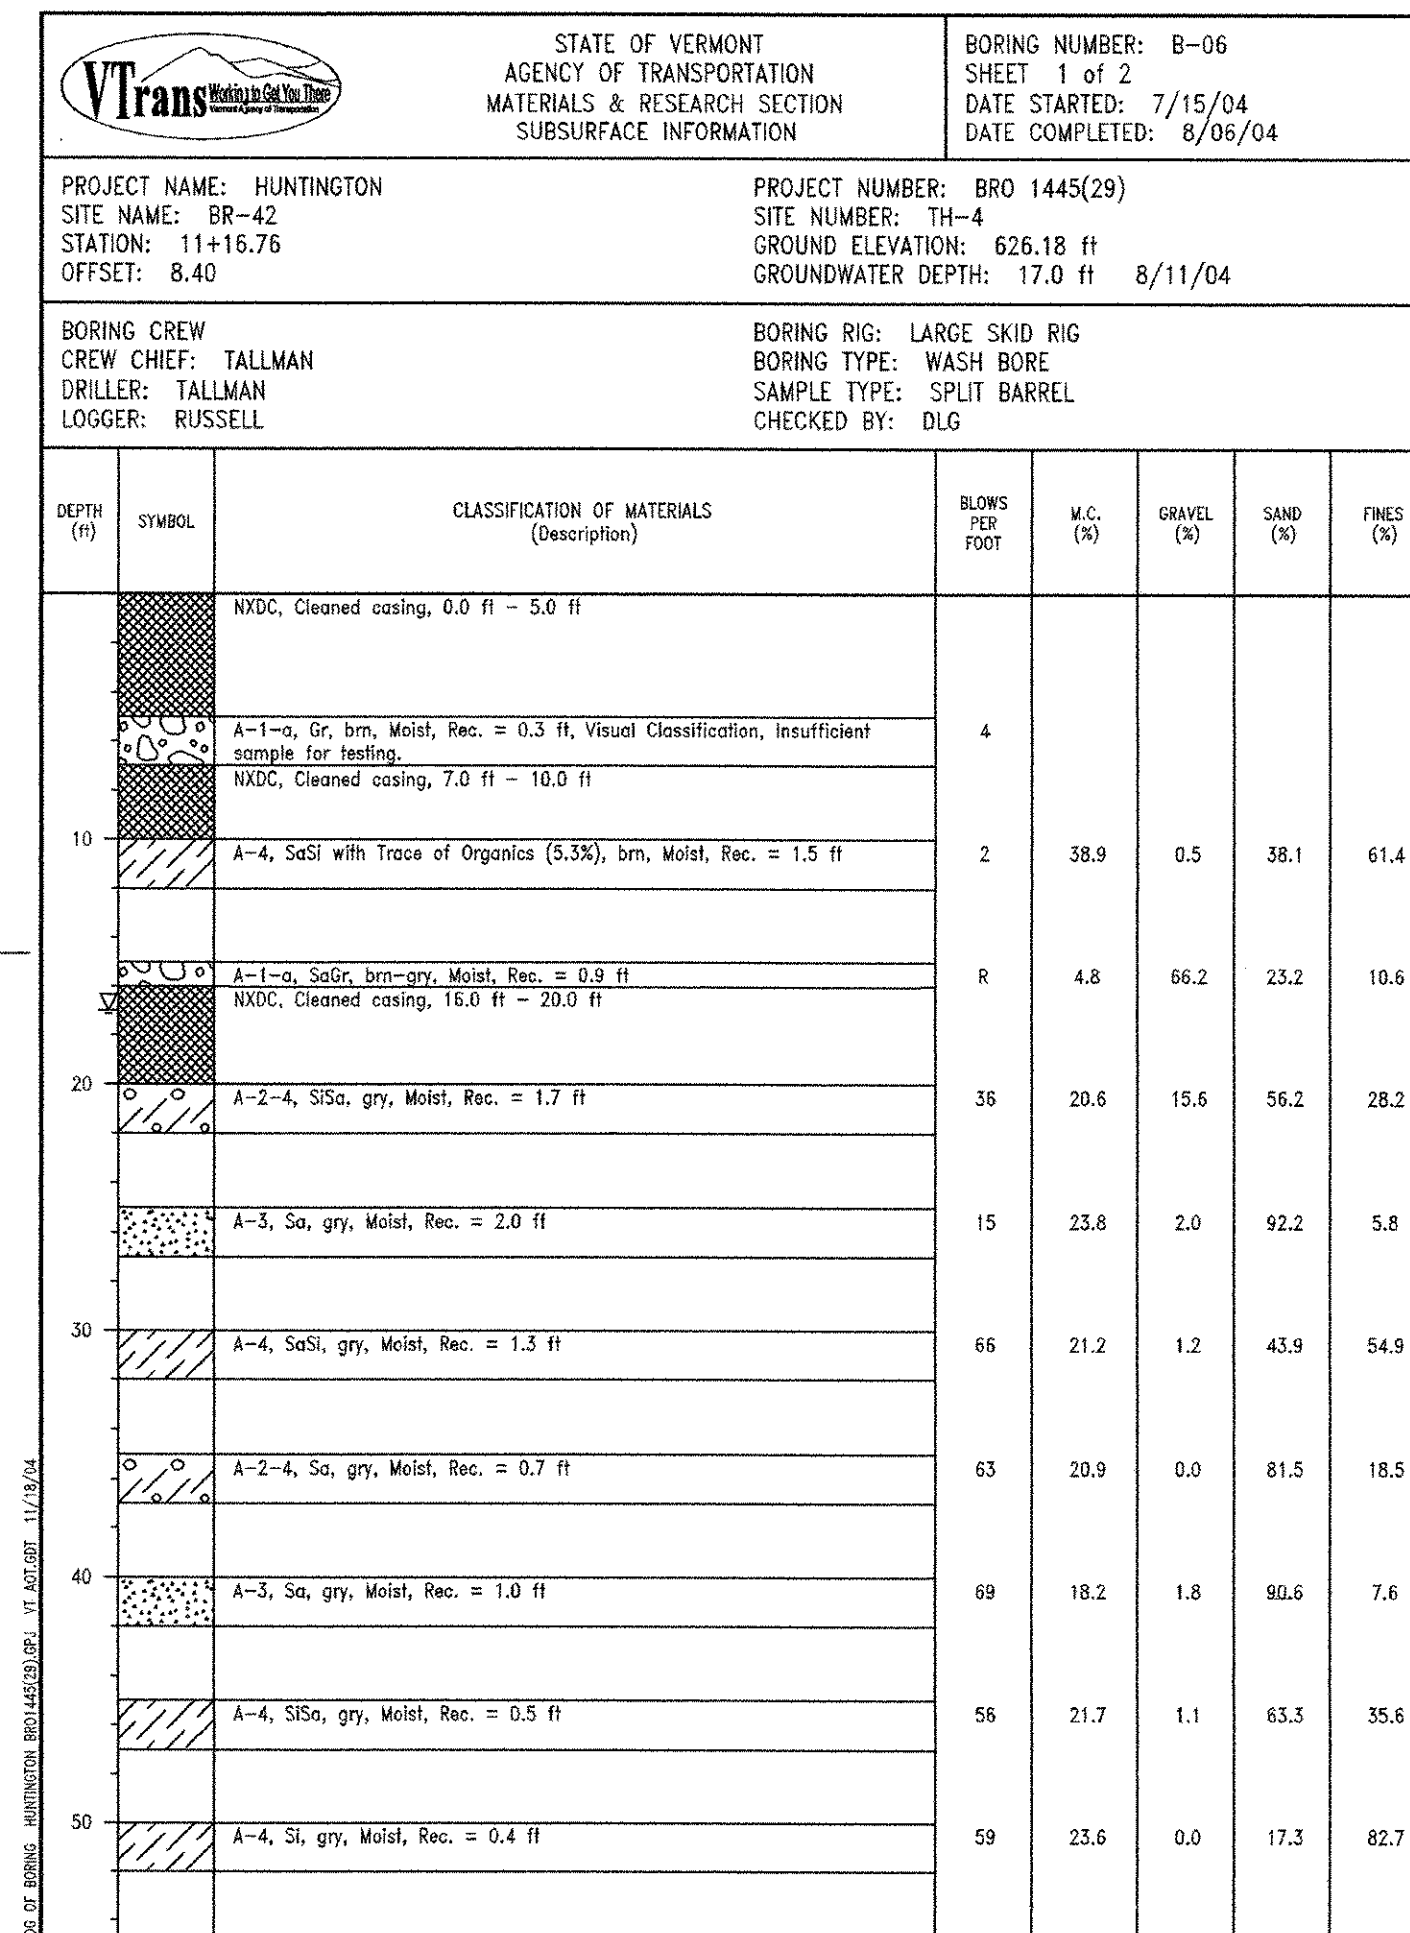 VTrans Working to Get You There
Vermont Agency of Transportation
STATE OF VERMONT
AGENCY OF TRANSPORTATION
MATERIALS & RESEARCH SECTION
SUBSURFACE INFORMATION
BORING NUMBER: B-06
SHEET 1 of 2
DATE STARTED: 7/15/04
DATE COMPLETED: 8/06/04
PROJECT NAME: HUNTINGTON
SITE NAME: BR-42
STATION: 11+16.76
OFFSET: 8.40
PROJECT NUMBER: BRO 1445(29)
SITE NUMBER: TH-4
GROUND ELEVATION: 626.18 ft
GROUNDWATER DEPTH: 17.0 ft 8/11/04
BORING CREW
CREW CHIEF: TALLMAN
DRILLER: TALLMAN
LOGGER: RUSSELL
BORING RIG: LARGE SKID RIG
BORING TYPE: WASH BORE
SAMPLE TYPE: SPLIT BARREL
CHECKED BY: DLG
DEPTH
(ft)
SYMBOL
CLASSIFICATION OF MATERIALS
(Description)
BLOWS
PER
FOOT
M.C.
(%)
GRAVEL
(%)
SAND
(%)
FINES
(%)
NXDC, Cleaned casing, 0.0 ft - 5.0 ft
A-1-a, Gr, brn, Moist, Rec. = 0.3 ft, Visual Classification, Insufficient 4
sample for testing.
NXDC, Cleaned casing, 7.0 ft - 10.0 ft
10 A-4, SaSi with Trace of Organics (5.3%), brn, Moist, Rec. = 1.5 ft 2 38.9 0.5 38.1 61.4
A-1-a, SaGr, brn-gry, Moist, Rec. = 0.9 ft R 4.8 66.2 23.2 10.6
NXDC, Cleaned casing, 16.0 ft - 20.0 ft
20 A-2-4, SiSa, gry, Moist, Rec. = 1.7 ft 36 20.6 15.6 56.2 28.2
A-3, Sa, gry, Moist, Rec. = 2.0 ft 15 23.8 2.0 92.2 5.8
30 A-4, SaSi, gry, Moist, Rec. = 1.3 ft 66 21.2 1.2 43.9 54.9
A-2-4, Sa, gry, Moist, Rec. = 0.7 ft 63 20.9 0.0 81.5 18.5
40 A-3, Sa, gry, Moist, Rec. = 1.0 ft 69 18.2 1.8 90.6 7.6
A-4, SiSa, gry, Moist, Rec. = 0.5 ft 56 21.7 1.1 63.3 35.6
50 A-4, Si, gry, Moist, Rec. = 0.4 ft 59 23.6 0.0 17.3 82.7
OG OF BORING HUNTINGTON BRO1445(29).GPJ VT AOT.GDT 11/18/04